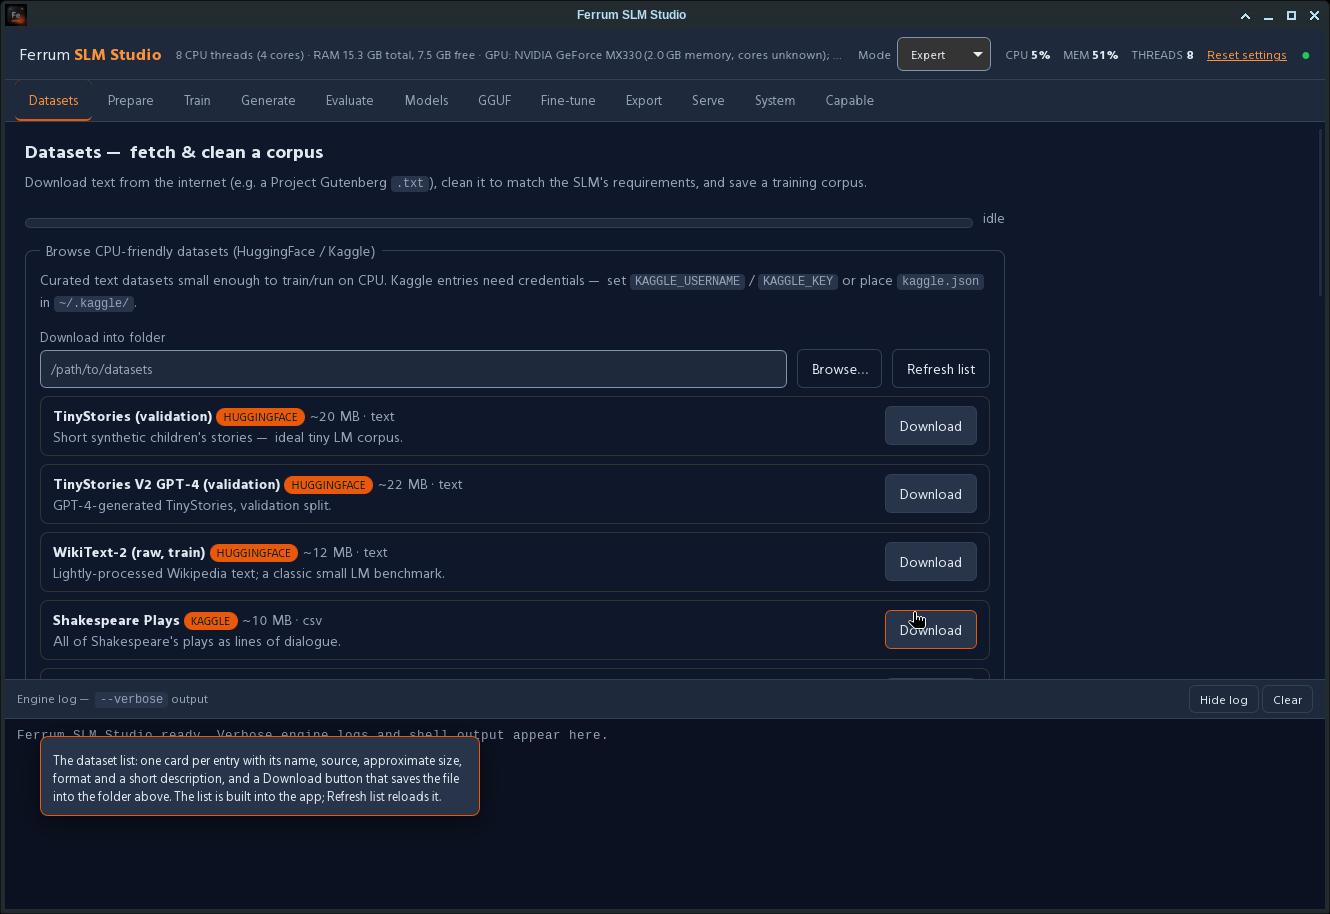 Ferrum SLM Studio
Ferrum SLM Studio
8 CPU threads (4 cores) · RAM 15.3 GB total, 7.5 GB free · GPU: NVIDIA GeForce MX330 (2.0 GB memory, cores unknown); ...
Mode
Expert
CPU 5%
MEM 51%
THREADS 8
Reset settings
Datasets
Prepare
Train
Generate
Evaluate
Models
GGUF
Fine-tune
Export
Serve
System
Capable
Datasets — fetch & clean a corpus
Download text from the internet (e.g. a Project Gutenberg .txt), clean it to match the SLM's requirements, and save a training corpus.
idle
Browse CPU-friendly datasets (HuggingFace / Kaggle)
Curated text datasets small enough to train/run on CPU. Kaggle entries need credentials — set KAGGLE_USERNAME / KAGGLE_KEY or place kaggle.json
in ~/.kaggle/.
Download into folder
/path/to/datasets
Browse...
Refresh list
TinyStories (validation) HUGGINGFACE ~20 MB · text
Short synthetic children's stories — ideal tiny LM corpus.
Download
TinyStories V2 GPT-4 (validation) HUGGINGFACE ~22 MB · text
GPT-4-generated TinyStories, validation split.
Download
WikiText-2 (raw, train) HUGGINGFACE ~12 MB · text
Lightly-processed Wikipedia text; a classic small LM benchmark.
Download
Shakespeare Plays KAGGLE ~10 MB · csv
All of Shakespeare's plays as lines of dialogue.
Download
Engine log — --verbose output
Hide log
Clear
Ferrum SLM Studio ready. Verbose engine logs and shell output appear here.
The dataset list: one card per entry with its name, source, approximate size,
format and a short description, and a Download button that saves the file
into the folder above. The list is built into the app; Refresh list reloads it.